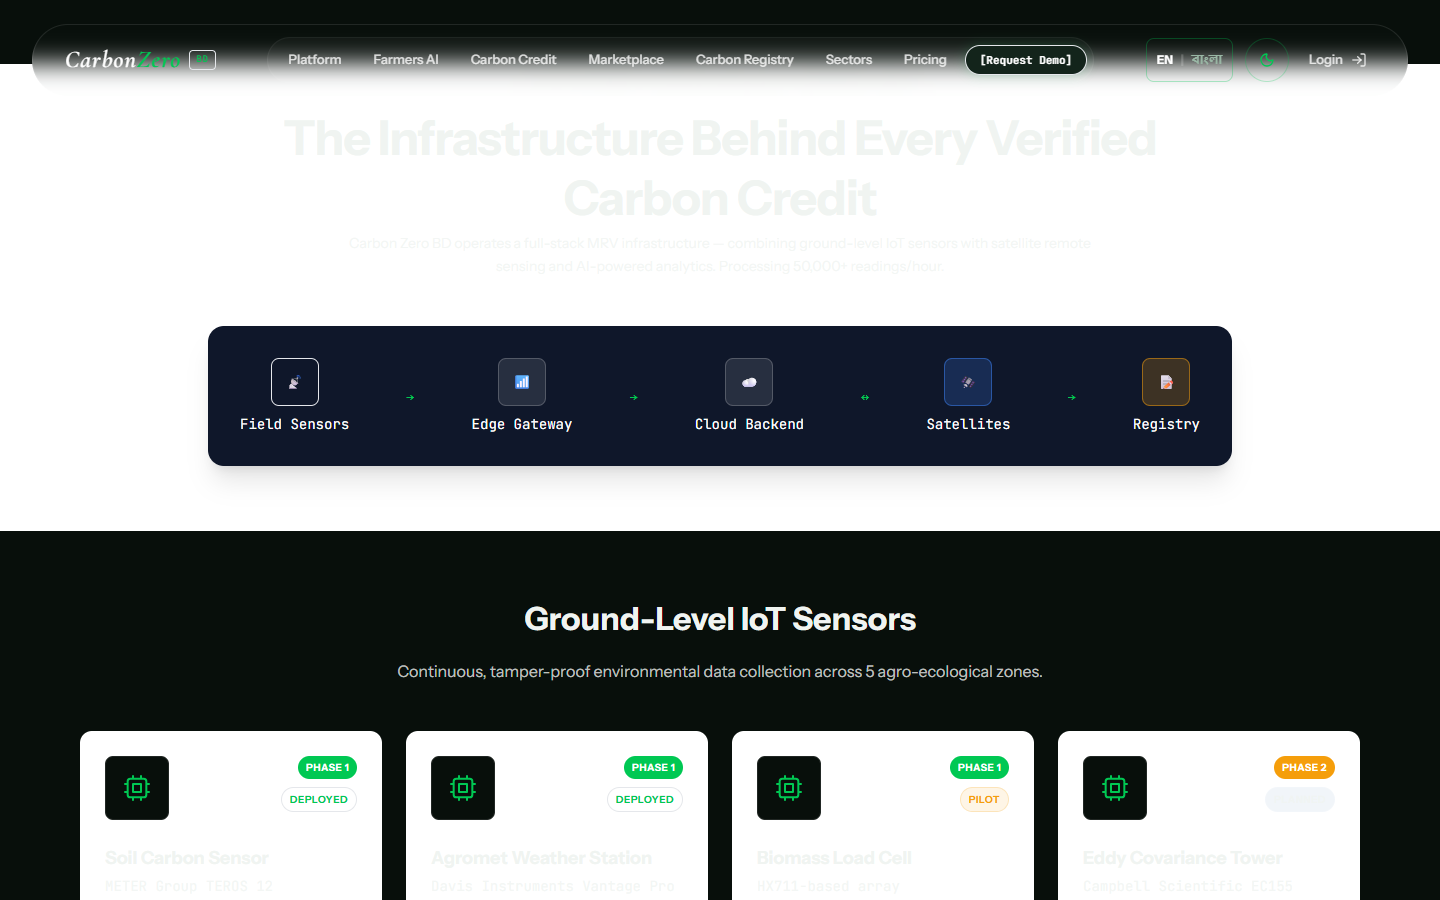 CarbonZero BD
Platform Farmers AI Carbon Credit Marketplace Carbon Registry Sectors Pricing [Request Demo] EN | বাংলা Login
The Infrastructure Behind Every Verified
Carbon Credit
Carbon Zero BD operates a full-stack MRV infrastructure — combining ground-level IoT sensors with satellite remote
sensing and AI-powered analytics. Processing 50,000+ readings/hour.
Field Sensors → Edge Gateway → Cloud Backend ↔ Satellites → Registry
Ground-Level IoT Sensors
Continuous, tamper-proof environmental data collection across 5 agro-ecological zones.
PHASE 1
DEPLOYED
Soil Carbon Sensor
METER Group TEROS 12
PHASE 1
DEPLOYED
Agromet Weather Station
Davis Instruments Vantage Pro
PHASE 1
PILOT
Biomass Load Cell
HX711-based array
PHASE 2
Eddy Covariance Tower
Campbell Scientific EC155